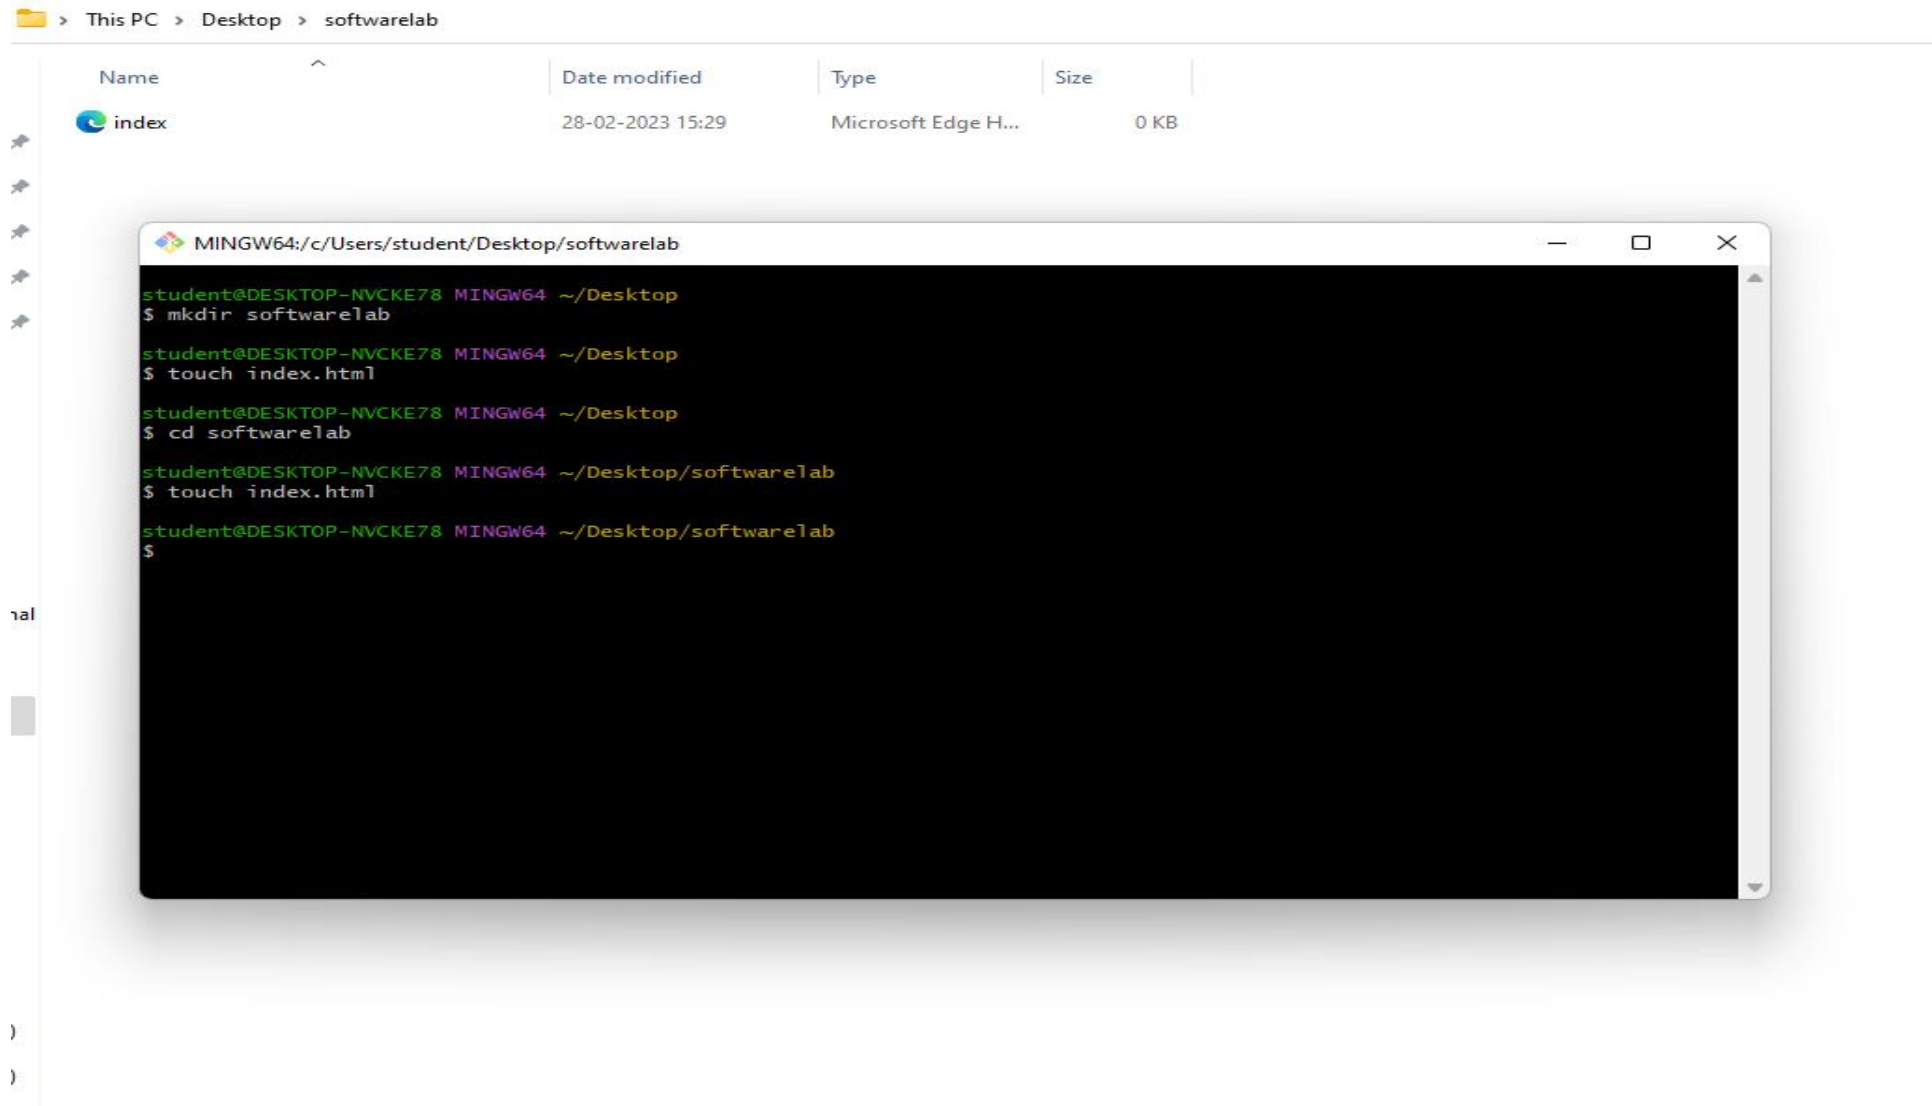 This PC > Desktop > softwarelab
Name Date modified Type Size
index 28-02-2023 15:29 Microsoft Edge H... 0 KB
MINGW64:/c/Users/student/Desktop/softwarelab
student@DESKTOP-NVCKE78 MINGW64 ~/Desktop
$ mkdir softwarelab
student@DESKTOP-NVCKE78 MINGW64 ~/Desktop
$ touch index.html
student@DESKTOP-NVCKE78 MINGW64 ~/Desktop
$ cd softwarelab
student@DESKTOP-NVCKE78 MINGW64 ~/Desktop/softwarelab
$ touch index.html
student@DESKTOP-NVCKE78 MINGW64 ~/Desktop/softwarelab
$